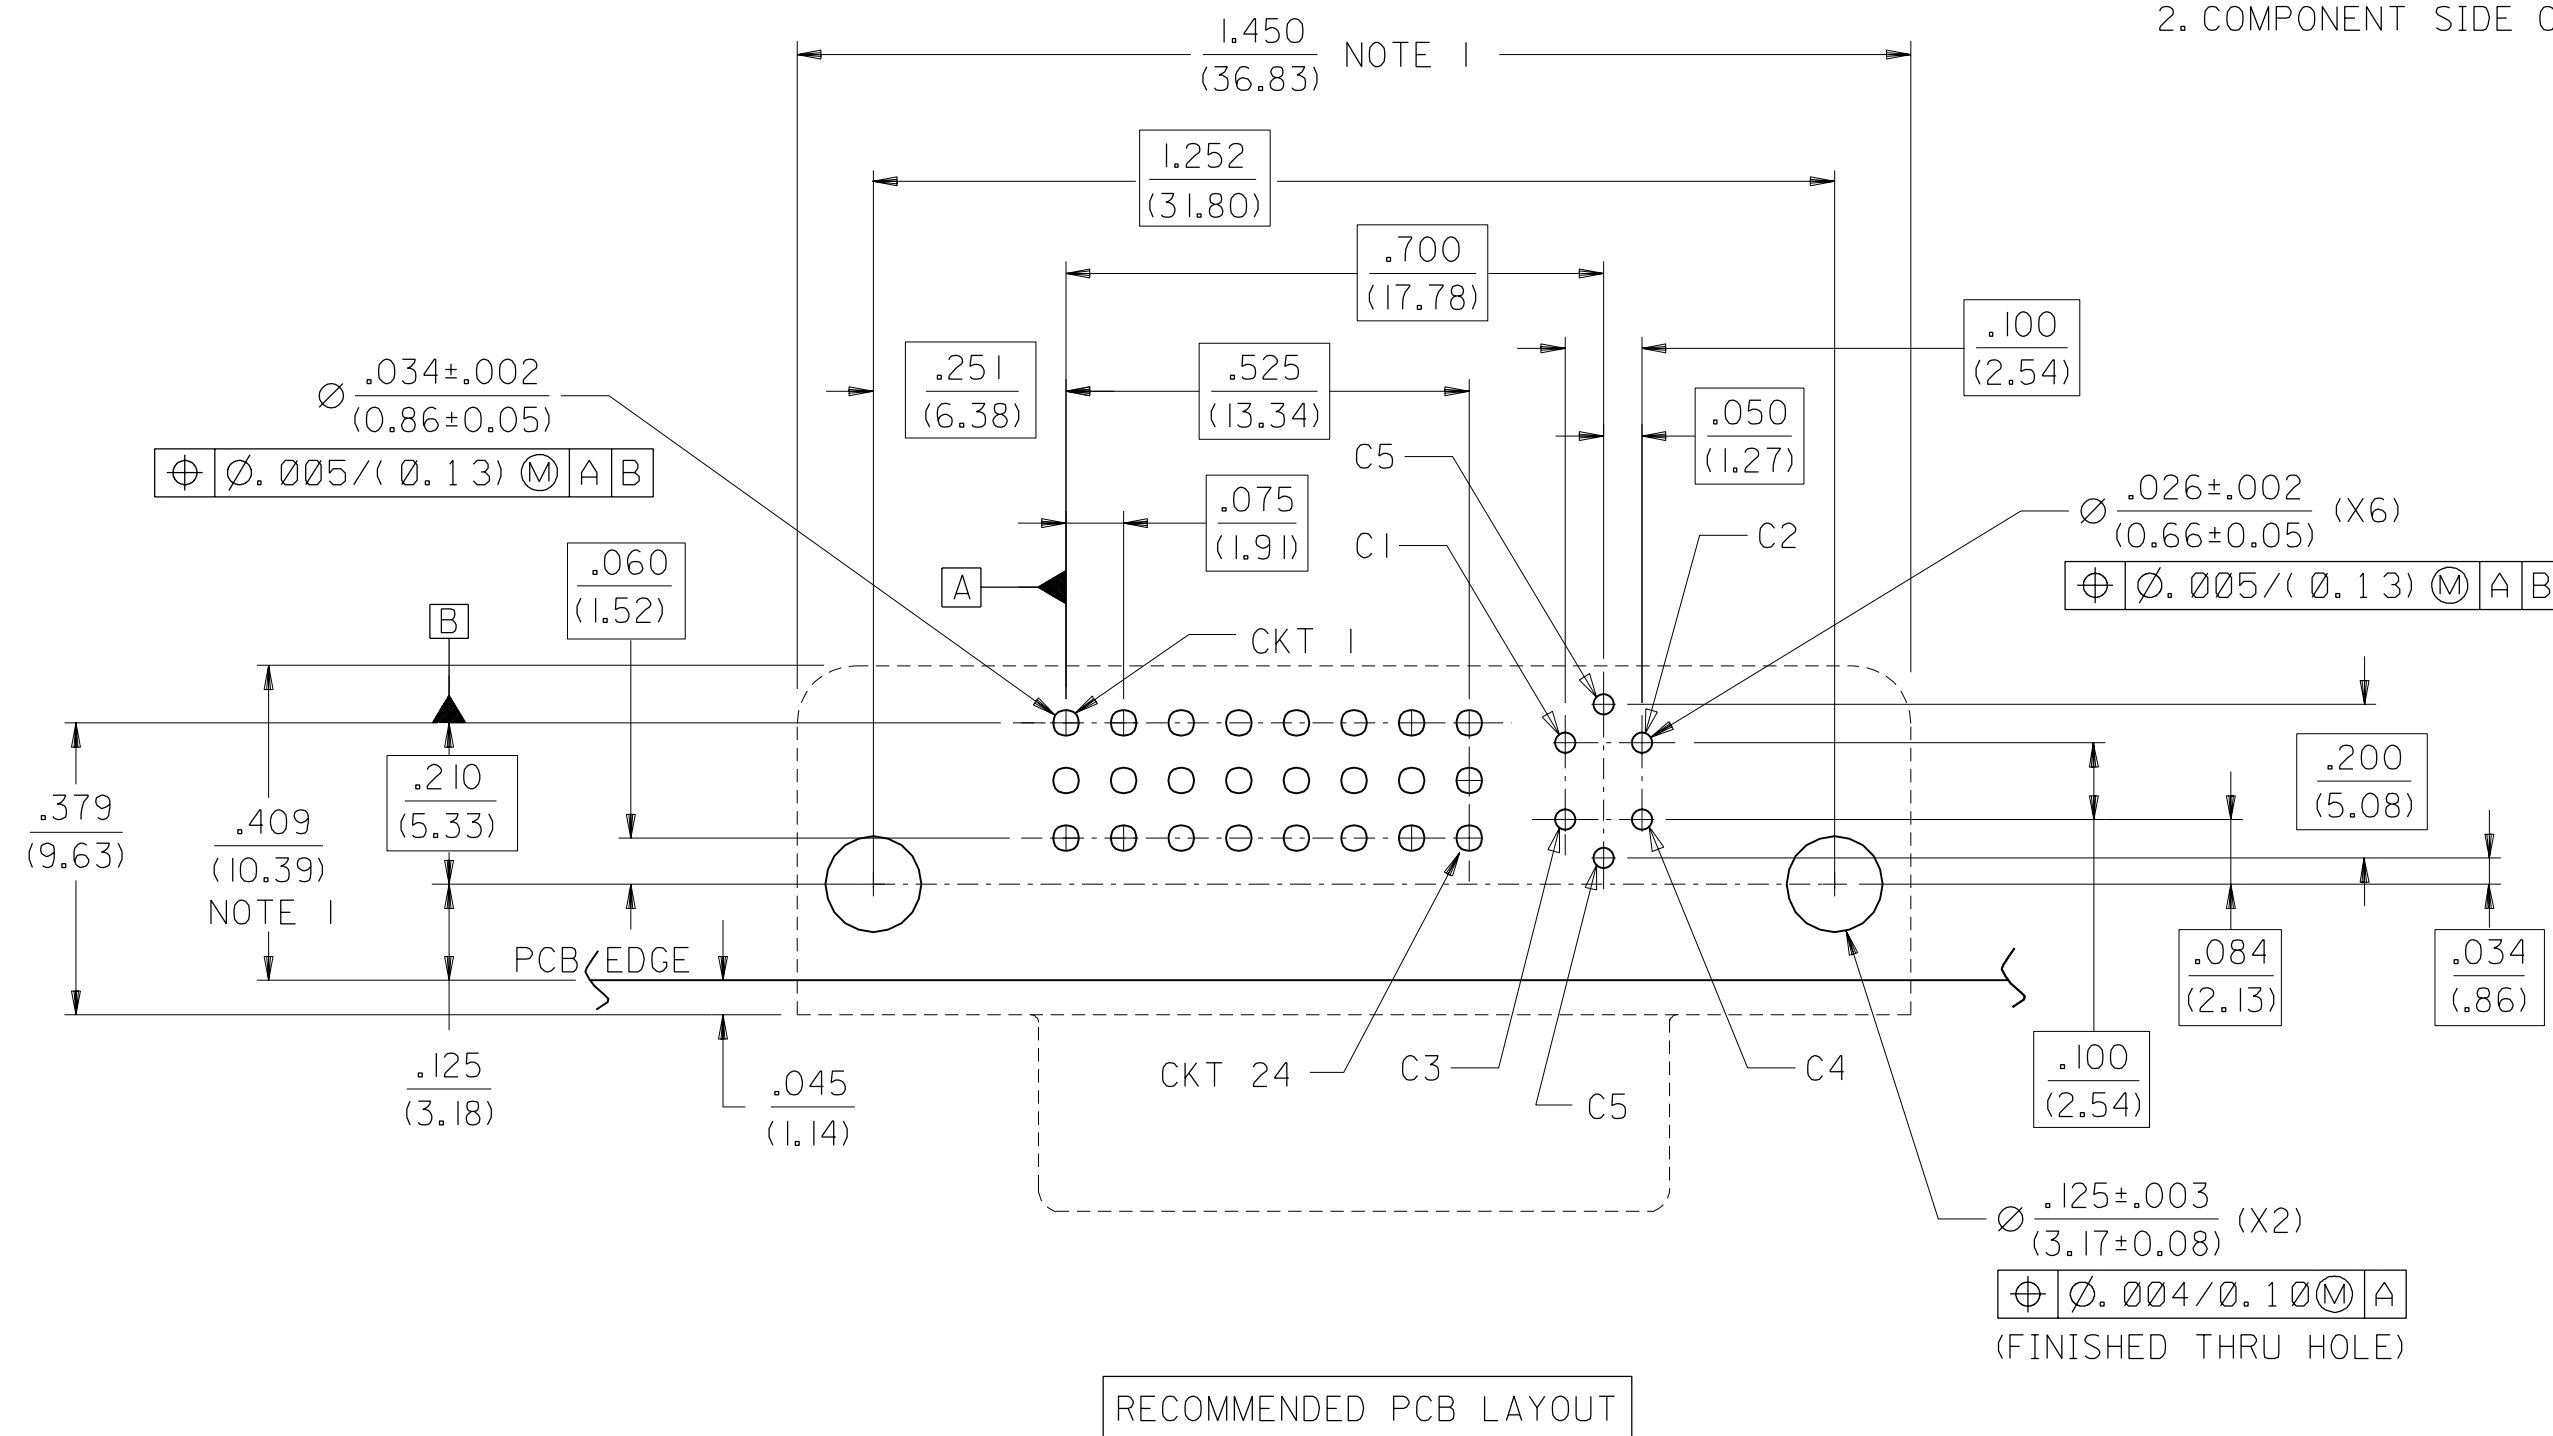 2. COMPONENT SIDE
1.450
(36.83)
NOTE 1
1.252
(31.80)
.700
(17.78)
.100
(2.54)
.251
(6.38)
.525
(13.34)
.050
(1.27)
Ø .034±.002
(0.86±0.05)
⌖ Ø.005/(0.13) Ⓜ A B
C5
.075
(1.91)
C1
C2
Ø .026±.002
(0.66±0.05)
(X6)
⌖ Ø.005/(0.13) Ⓜ A B
.060
(1.52)
A
B
CKT 1
.210
(5.33)
.379
(9.63)
.409
(10.39)
NOTE 1
.200
(5.08)
PCB EDGE
.084
(2.13)
.034
(.86)
.125
(3.18)
.045
(1.14)
CKT 24
C3
C5
C4
.100
(2.54)
Ø .125±.003
(3.17±0.08)
(X2)
⌖ Ø.004/0.10Ⓜ A
(FINISHED THRU HOLE)
RECOMMENDED PCB LAYOUT